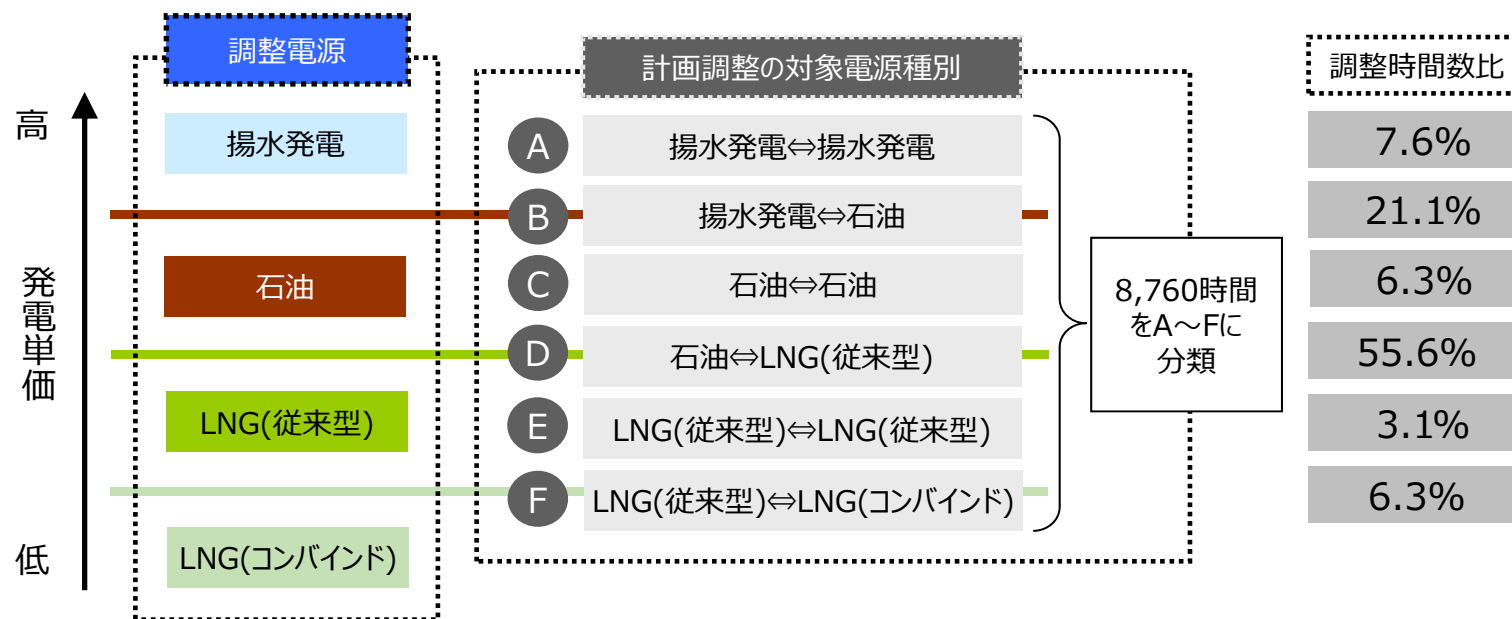 調整電源
計画調整の対象電源種別
調整時間数比
高
発電単価
低
揚水発電
石油
LNG(従来型)
LNG(コンバインド)
A
揚水発電⇔揚水発電
7.6%
B
揚水発電⇔石油
21.1%
C
石油⇔石油
6.3%
D
石油⇔LNG(従来型)
55.6%
E
LNG(従来型)⇔LNG(従来型)
3.1%
F
LNG(従来型)⇔LNG(コンバインド)
6.3%
8,760時間
をA～Fに
分類